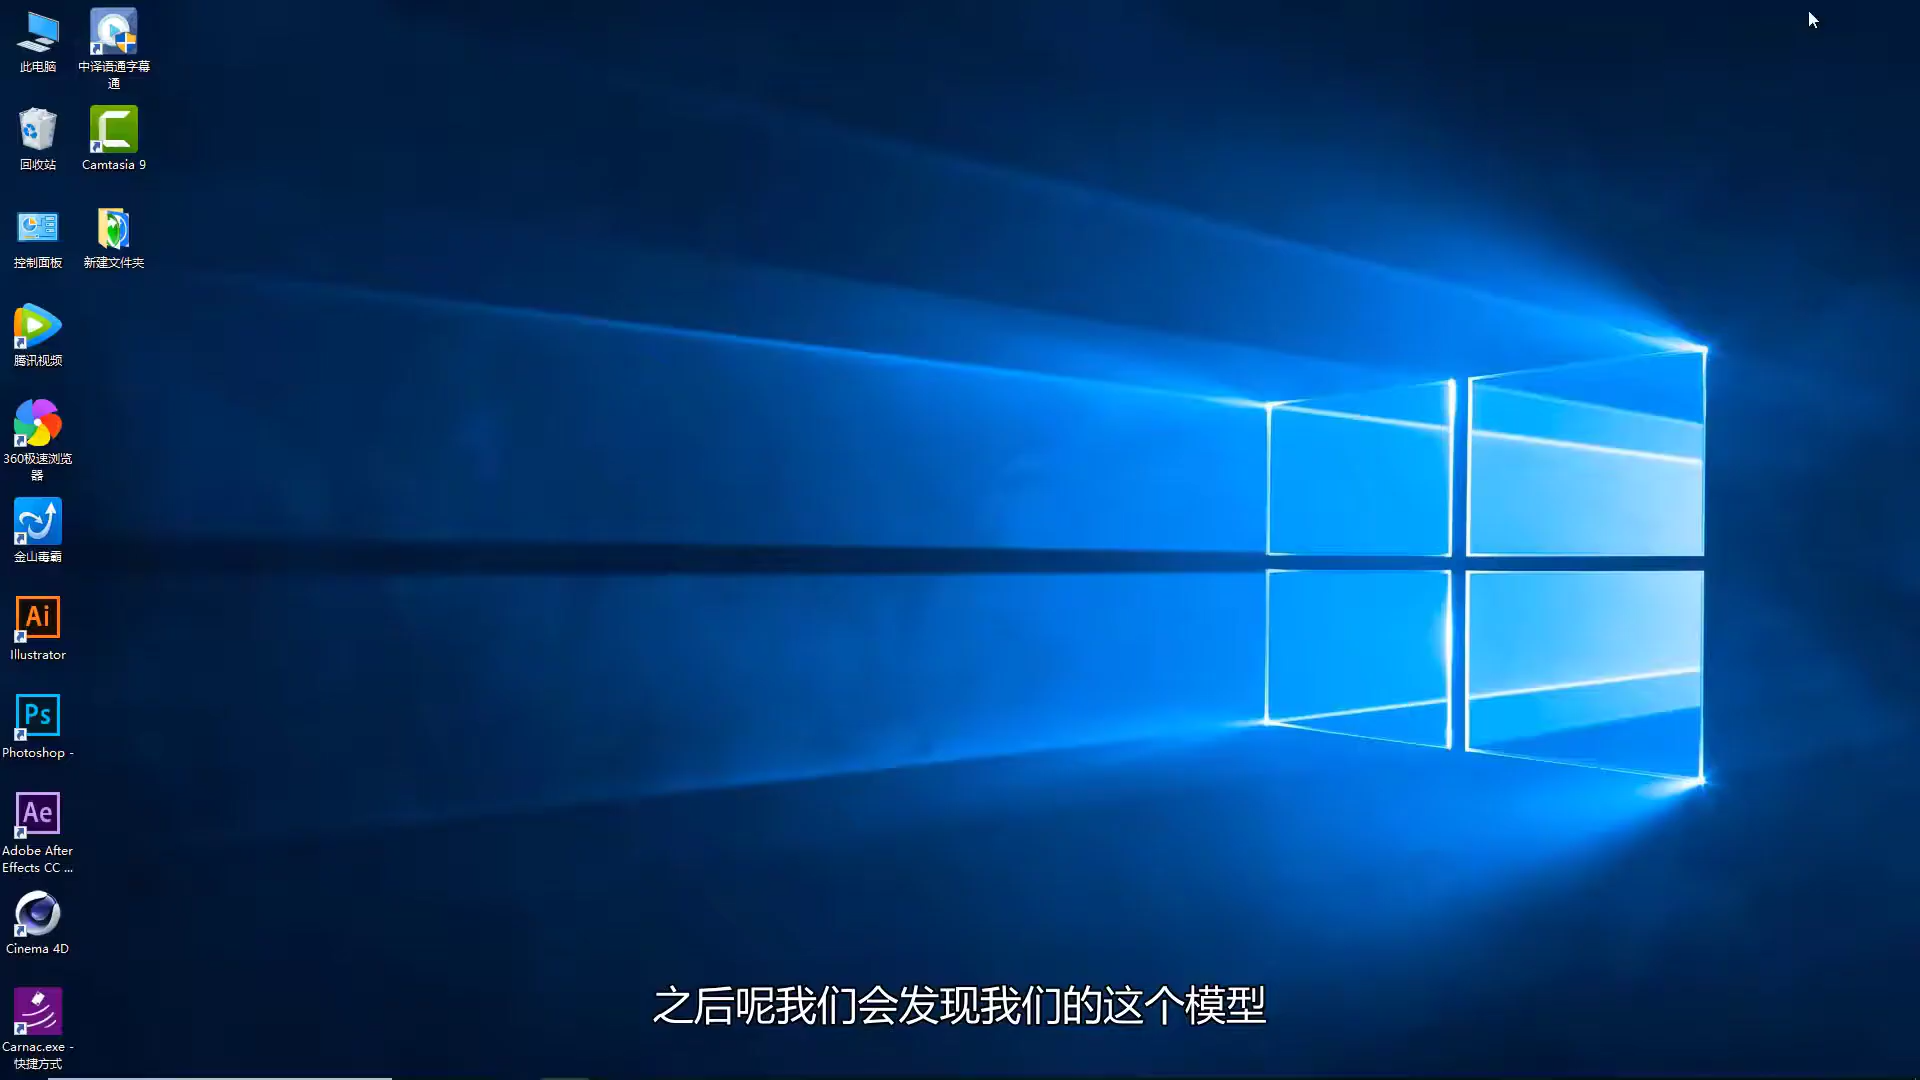 此电脑
中译语通字幕
通
回收站
Camtasia 9
控制面板
新建文件夹
腾讯视频
360极速浏览
器
金山毒霸
Ai
Illustrator
Ps
Photoshop -
Ae
Adobe After
Effects CC ...
Cinema 4D
Carnac.exe -
快捷方式
之后呢我们会发现我们的这个模型